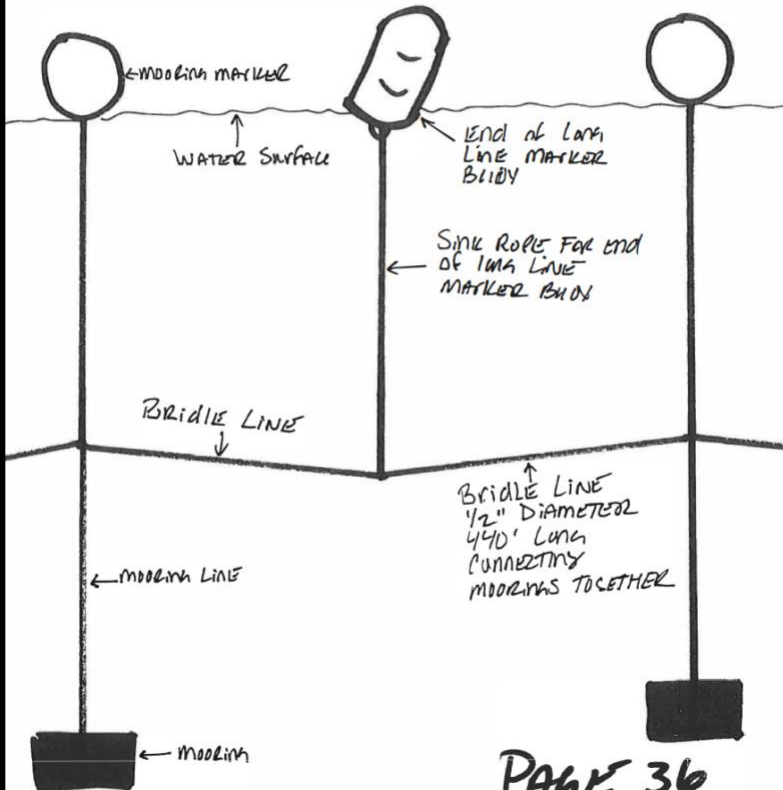 MOORING MARKER
WATER SURFACE
END of Long
LINE MARKER
BUOY
SINK ROPE FOR END
OF long LINE
MARKER BUOY
BRIDLE LINE
BRIDLE LINE
1/2" DIAMETER
440' Long
CONNECTING
MOORINGS TOGETHER
MOORING LINE
MOORING
PAGE 36